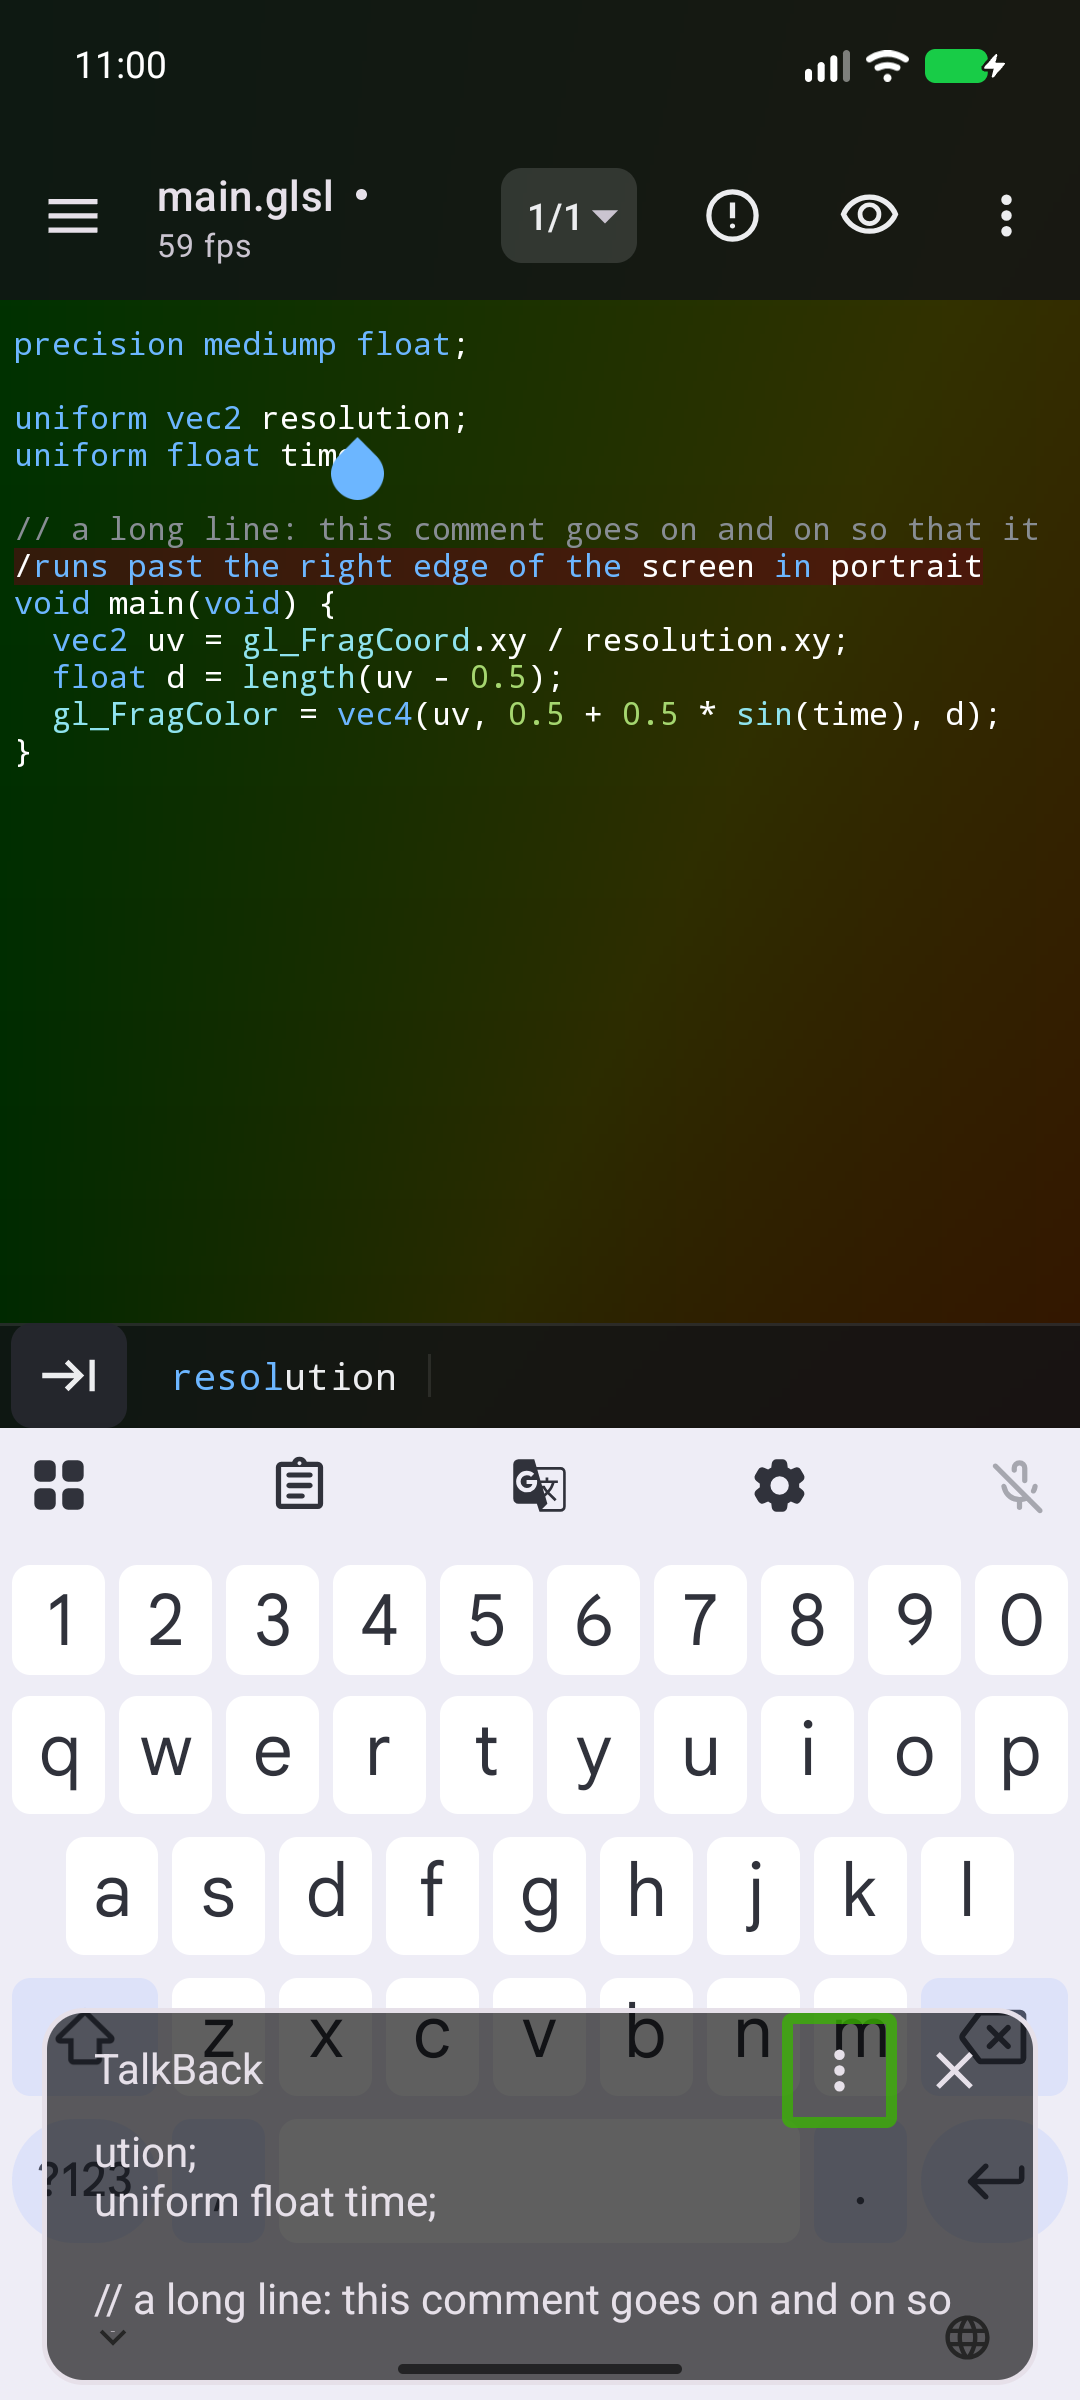 11:00
main.glsl •
59 fps
1/1
precision mediump float;
uniform vec2 resolution;
uniform float time
// a long line: this comment goes on and on so that it
/runs past the right edge of the screen in portrait
void main(void) {
  vec2 uv = gl_FragCoord.xy / resolution.xy;
  float d = length(uv - 0.5);
  gl_FragColor = vec4(uv, 0.5 + 0.5 * sin(time), d);
}
resolution
1 2 3 4 5 6 7 8 9 0
q w e r t y u i o p
a s d f g h j k l
z x c v b n m
TalkBack
?123 , .
ution;
uniform float time;
// a long line: this comment goes on and on so